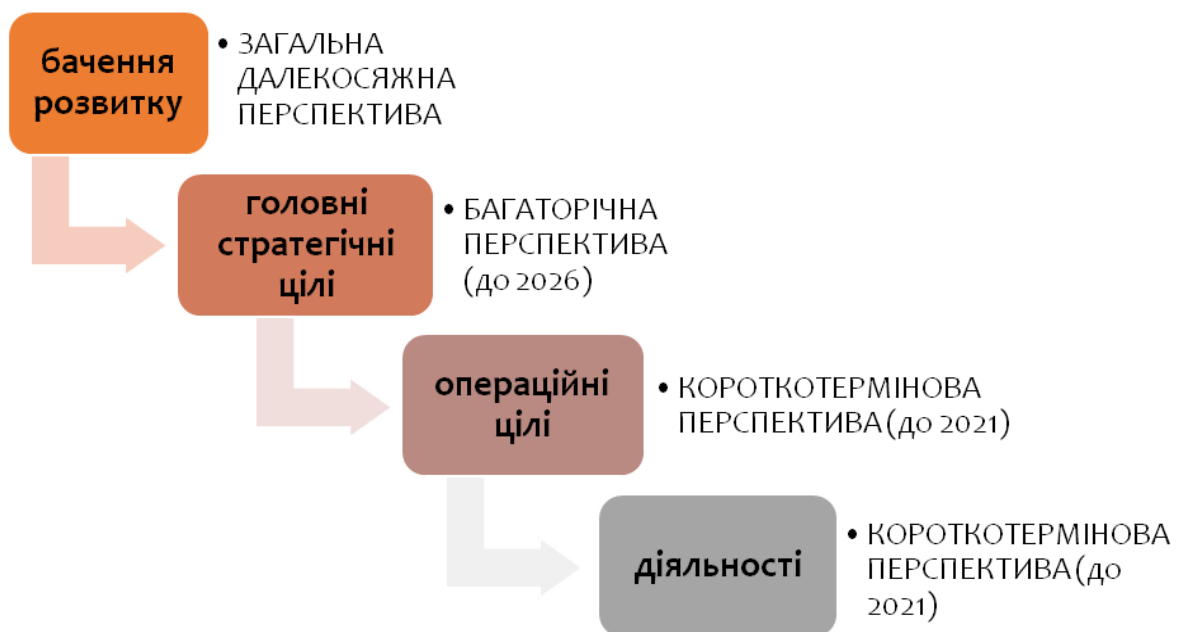 бачення
розвитку
• ЗАГАЛЬНА
ДАЛЕКОСЯЖНА
ПЕРСПЕКТИВА
головні
стратегічні
цілі
• БАГАТОРІЧНА
ПЕРСПЕКТИВА
(до 2026)
операційні
цілі
• КОРОТКОТЕРМІНОВА
ПЕРСПЕКТИВА (до 2021)
діяльності
• КОРОТКОТЕРМІНОВА
ПЕРСПЕКТИВА (до
2021)